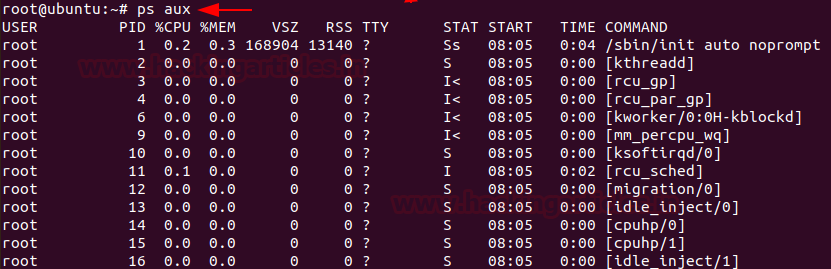 root@ubuntu:~# ps aux
USER PID %CPU %MEM VSZ RSS TTY STAT START TIME COMMAND
root 1 0.2 0.3 168904 13140 ? Ss 08:05 0:04 /sbin/init auto noprompt
root 2 0.0 0.0 0 0 ? S 08:05 0:00 [kthreadd]
root 3 0.0 0.0 0 0 ? I< 08:05 0:00 [rcu_gp]
root 4 0.0 0.0 0 0 ? I< 08:05 0:00 [rcu_par_gp]
root 6 0.0 0.0 0 0 ? I< 08:05 0:00 [kworker/0:0H-kblockd]
root 9 0.0 0.0 0 0 ? I< 08:05 0:00 [mm_percpu_wq]
root 10 0.0 0.0 0 0 ? S 08:05 0:00 [ksoftirqd/0]
root 11 0.1 0.0 0 0 ? I 08:05 0:02 [rcu_sched]
root 12 0.0 0.0 0 0 ? S 08:05 0:00 [migration/0]
root 13 0.0 0.0 0 0 ? S 08:05 0:00 [idle_inject/0]
root 14 0.0 0.0 0 0 ? S 08:05 0:00 [cpuhp/0]
root 15 0.0 0.0 0 0 ? S 08:05 0:00 [cpuhp/1]
root 16 0.0 0.0 0 0 ? S 08:05 0:00 [idle_inject/1]